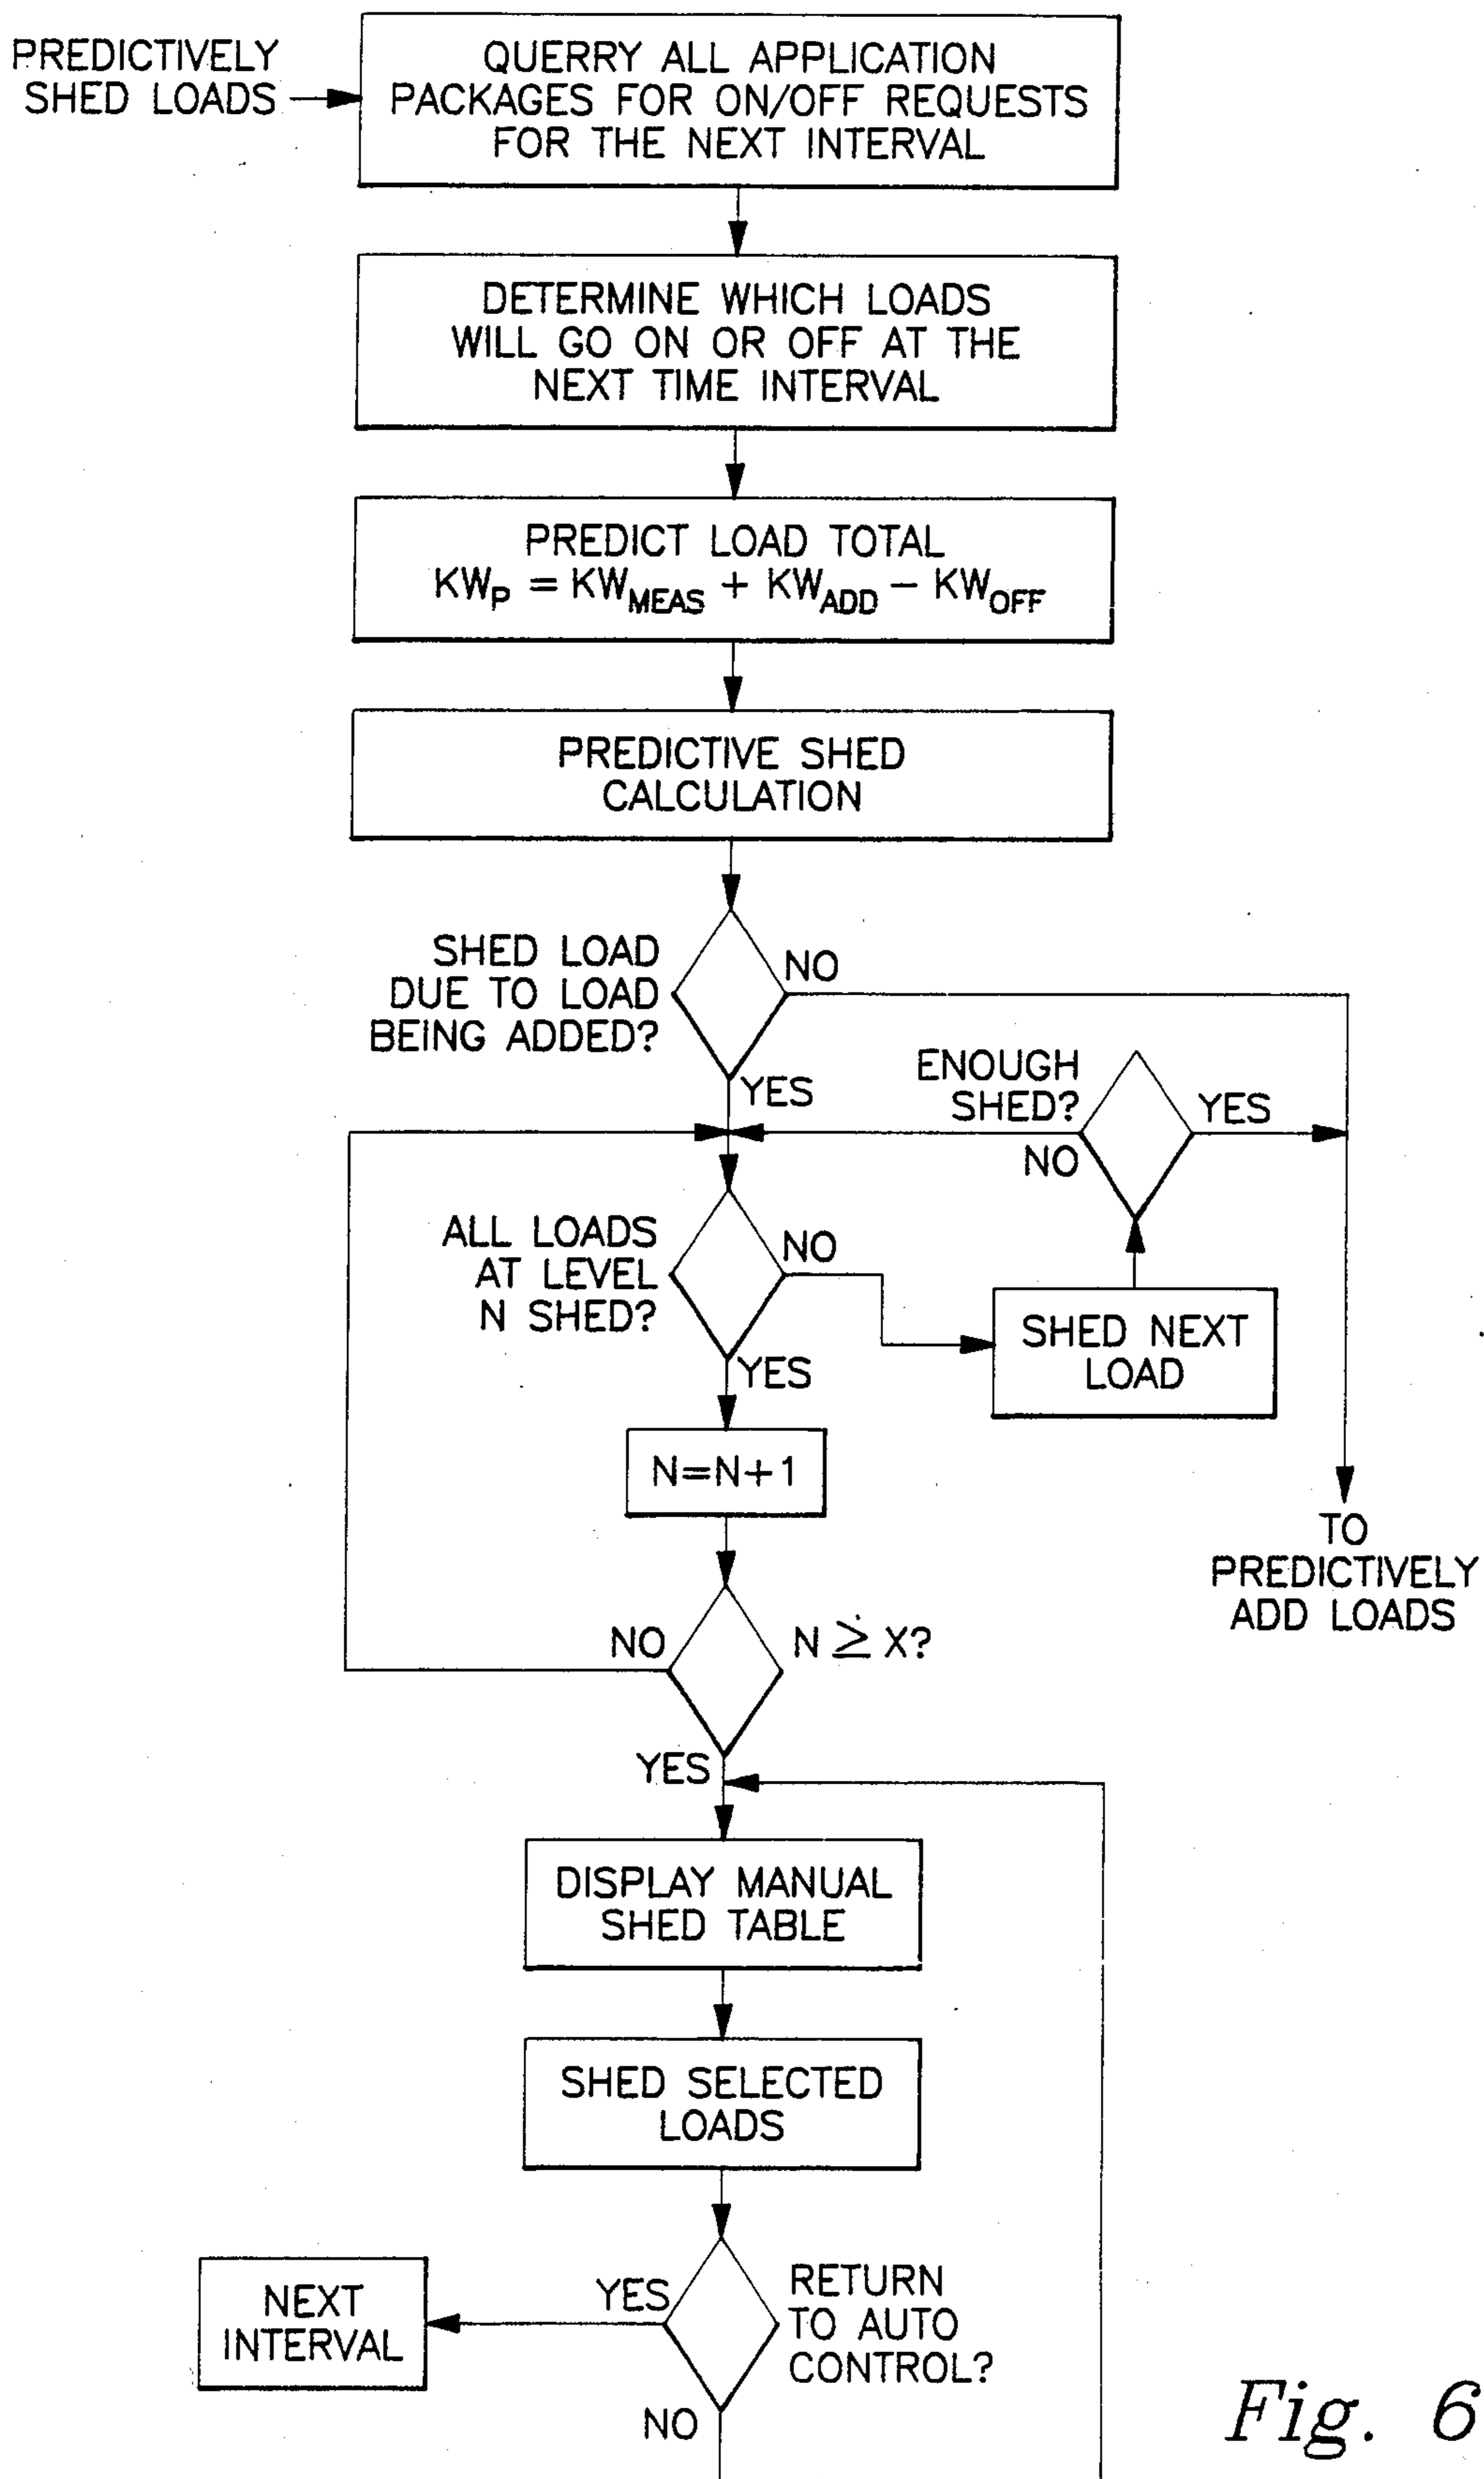 PREDICTIVELY
SHED LOADS
QUERRY ALL APPLICATION
PACKAGES FOR ON/OFF REQUESTS
FOR THE NEXT INTERVAL
DETERMINE WHICH LOADS
WILL GO ON OR OFF AT THE
NEXT TIME INTERVAL
PREDICT LOAD TOTAL
KWP = KWMEAS + KWADD − KWOFF
PREDICTIVE SHED
CALCULATION
SHED LOAD
DUE TO LOAD
BEING ADDED?
NO
YES
ENOUGH
SHED?
YES
NO
ALL LOADS
AT LEVEL
N SHED?
NO
YES
SHED NEXT
LOAD
N=N+1
TO
PREDICTIVELY
ADD LOADS
NO
N ≥ X?
YES
DISPLAY MANUAL
SHED TABLE
SHED SELECTED
LOADS
NEXT
INTERVAL
YES
RETURN
TO AUTO
CONTROL?
NO
Fig. 6